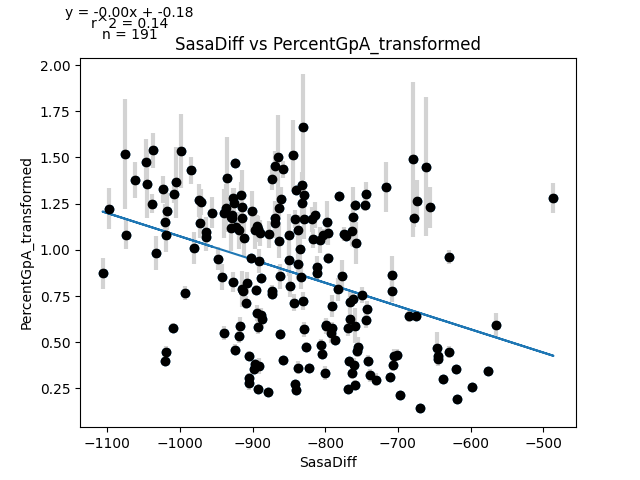 y = -0.00x + -0.18
r^2 = 0.14
n = 191
SasaDiff vs PercentGpA_transformed
2.00
1.75
1.50
1.25
1.00
0.75
0.50
0.25
PercentGpA_transformed
−1100 −1000 −900 −800 −700 −600 −500
SasaDiff